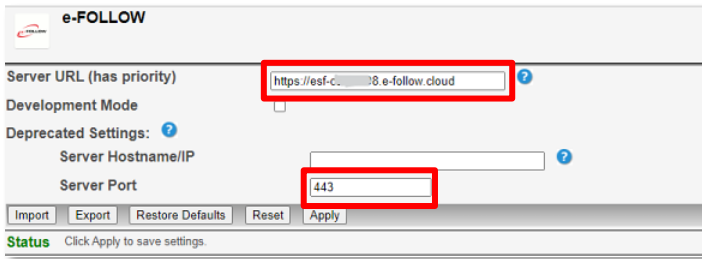 e-FOLLOW
e-FOLLOW
Server URL (has priority) https://esf-c 8.e-follow.cloud ?
Development Mode
Deprecated Settings: ?
Server Hostname/IP ?
Server Port 443
Import Export Restore Defaults Reset Apply
Status Click Apply to save settings.